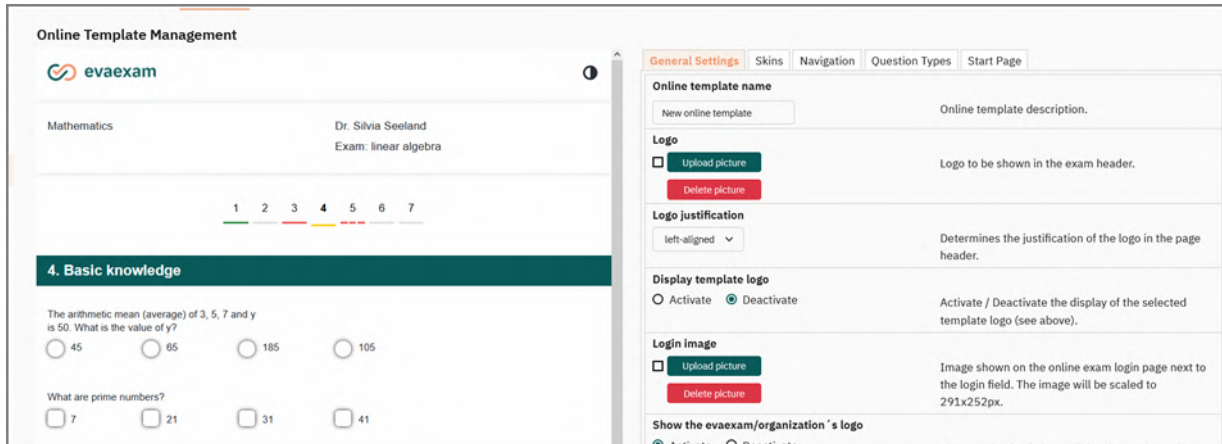 Online Template Management
evaexam
Mathematics
Dr. Silvia Seeland
Exam: linear algebra
1 2 3 4 5 6 7
4. Basic knowledge
The arithmetic mean (average) of 3, 5, 7 and y
is 50. What is the value of y?
45 65 185 105
What are prime numbers?
7 21 31 41
General Settings Skins Navigation Question Types Start Page
Online template name
New online template
Online template description.
Logo
Upload picture
Logo to be shown in the exam header.
Delete picture
Logo justification
left-aligned
Determines the justification of the logo in the page
header.
Display template logo
Activate Deactivate
Activate / Deactivate the display of the selected
template logo (see above).
Login image
Upload picture
Delete picture
Image shown on the online exam login page next to
the login field. The image will be scaled to
291x252px.
Show the evaexam/organization´s logo
Activate Deactivate